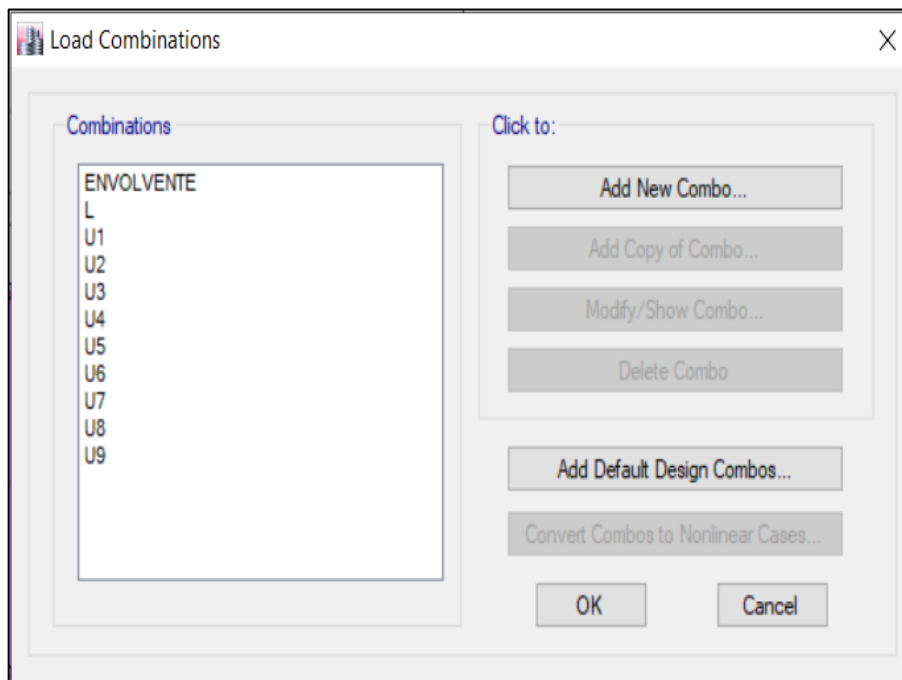 Load Combinations
Combinations
ENVOLVENTE
L
U1
U2
U3
U4
U5
U6
U7
U8
U9
Click to:
Add New Combo...
Add Copy of Combo...
Modify/Show Combo...
Delete Combo
Add Default Design Combos...
Convert Combos to Nonlinear Cases...
OK
Cancel